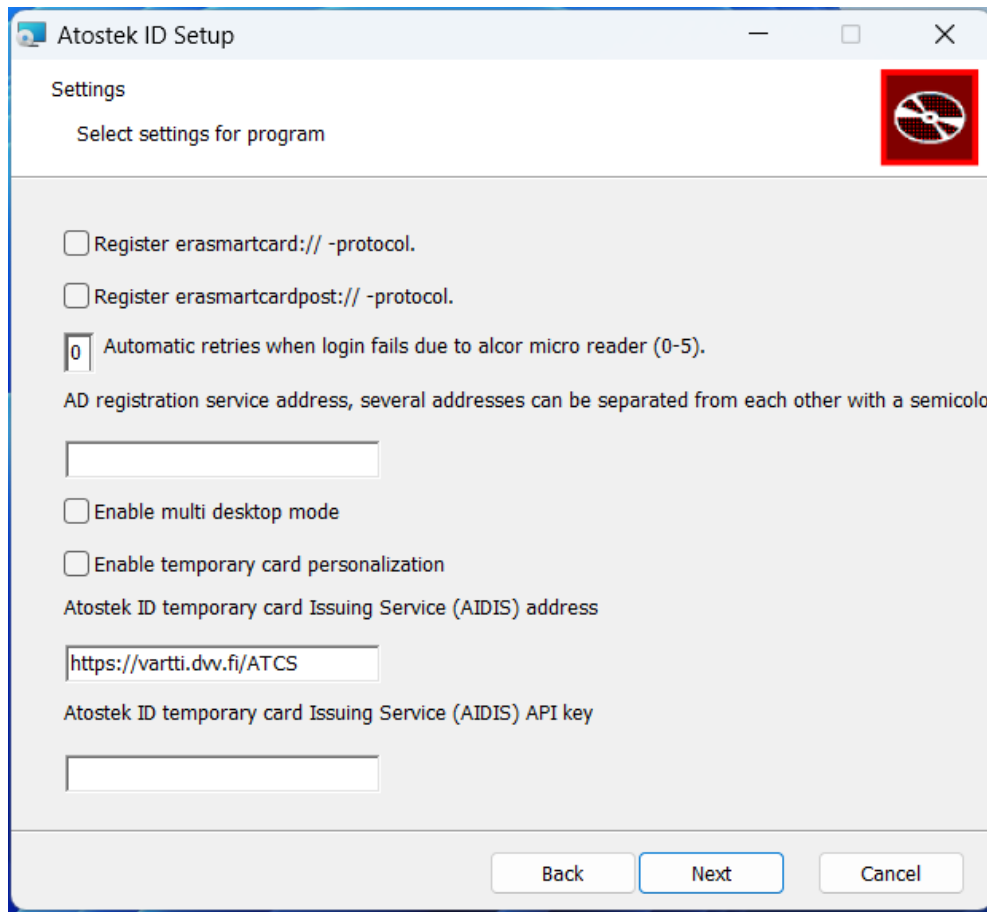 Atostek ID Setup
Settings
Select settings for program
Register erasmartcard:// -protocol.
Register erasmartcardpost:// -protocol.
0 Automatic retries when login fails due to alcor micro reader (0-5).
AD registration service address, several addresses can be separated from each other with a semicolo
Enable multi desktop mode
Enable temporary card personalization
Atostek ID temporary card Issuing Service (AIDIS) address
https://vartti.dvv.fi/ATCS
Atostek ID temporary card Issuing Service (AIDIS) API key
Back Next Cancel